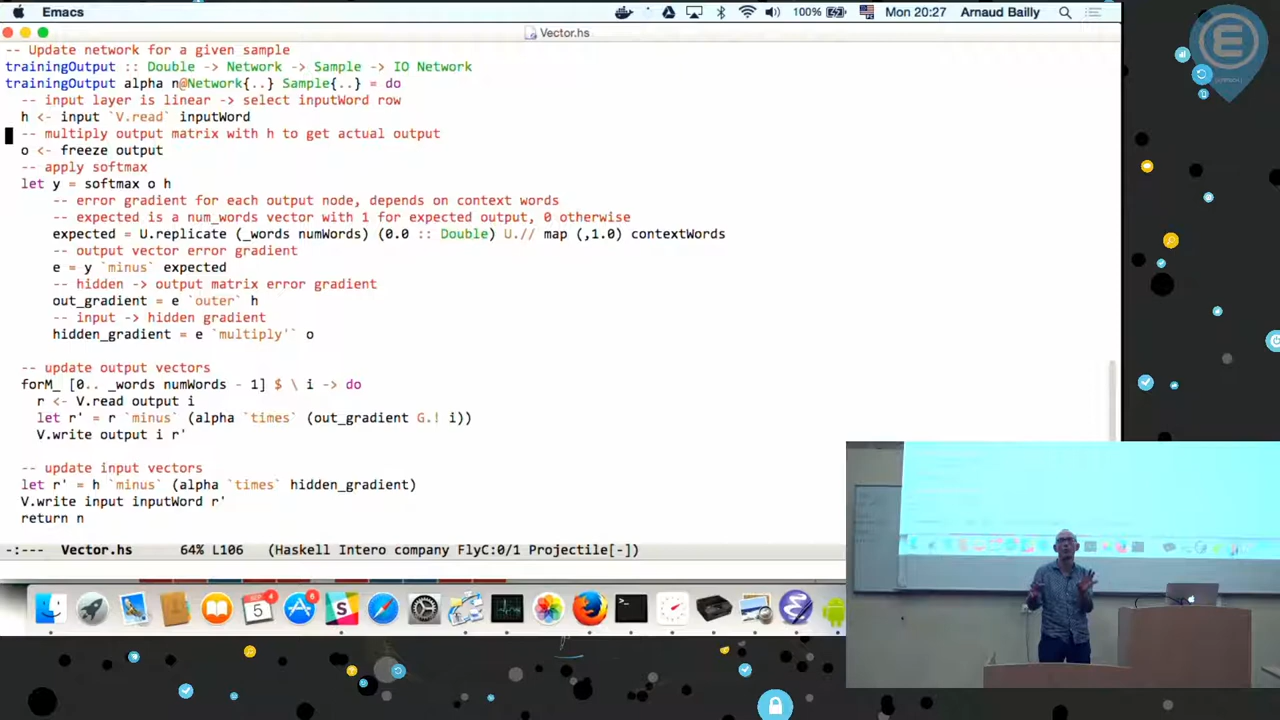 Emacs
100%
Mon 20:27
Arnaud Bailly
Vector.hs
-- Update network for a given sample
trainingOutput :: Double -> Network -> Sample -> IO Network
trainingOutput alpha n@Network{..} Sample{..} = do
-- input layer is linear -> select inputWord row
h <- input `V.read` inputWord
-- multiply output matrix with h to get actual output
o <- freeze output
-- apply softmax
let y = softmax o h
-- error gradient for each output node, depends on context words
-- expected is a num_words vector with 1 for expected output, 0 otherwise
expected = U.replicate (_words numWords) (0.0 :: Double) U.// map (,1.0) contextWords
-- output vector error gradient
e = y `minus` expected
-- hidden -> output matrix error gradient
out_gradient = e `outer` h
-- input -> hidden gradient
hidden_gradient = e `multiply'` o
-- update output vectors
forM_ [0.. _words numWords - 1] $ \ i -> do
r <- V.read output i
let r' = r `minus` (alpha `times` (out_gradient G.! i))
V.write output i r'
-- update input vectors
let r' = h `minus` (alpha `times` hidden_gradient)
V.write input inputWord r'
return n
-:--- Vector.hs 64% L106 (Haskell Intero company FlyC:0/1 Projectile[-])